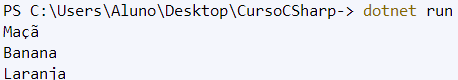 PS C:\Users\Aluno\Desktop\CursoCSharp-> dotnet run
Maçã
Banana
Laranja